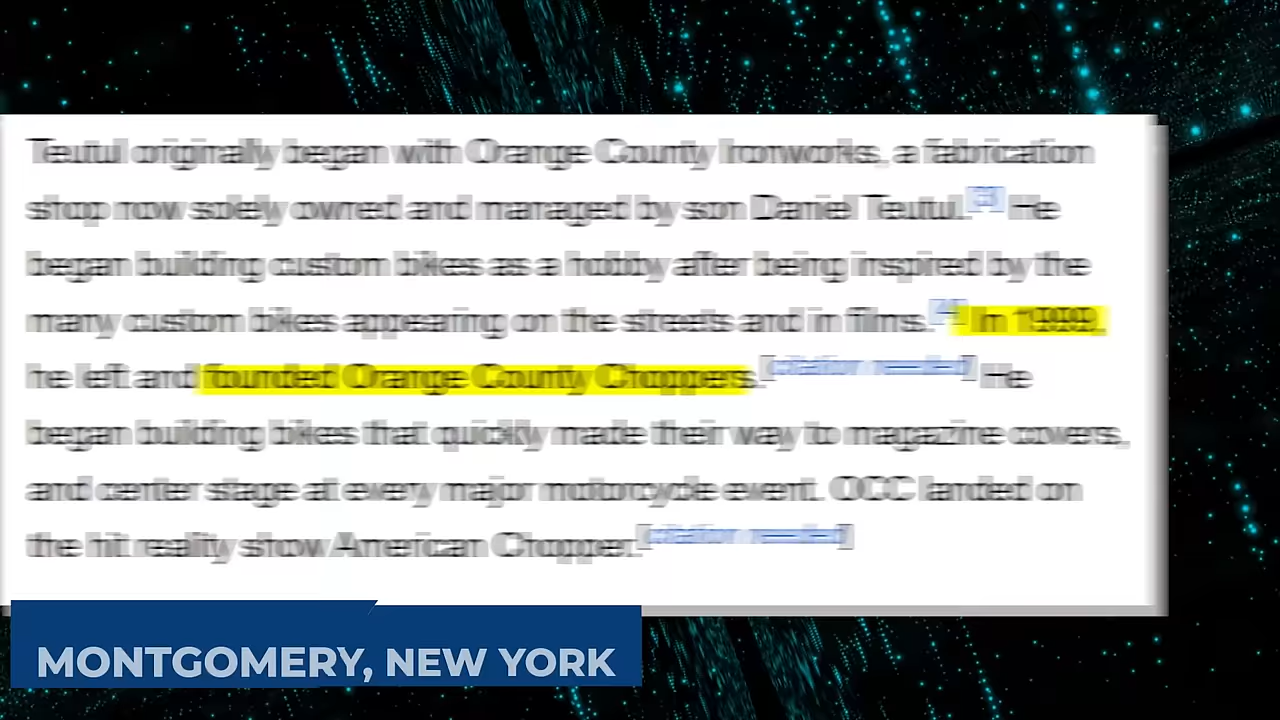 Teutul originally began with Orange County Ironworks, a fabrication
shop now solely owned and managed by son Daniel Teutul. He
began building custom bikes as a hobby after being inspired by the
many custom bikes appearing on the streets and in films. In 1999,
he left and founded Orange County Choppers.[citation needed] He
began building bikes that quickly made their way to magazine covers,
and center stage at every major motorcycle event. OCC landed on
the hit reality show American Chopper.[citation needed]
MONTGOMERY, NEW YORK